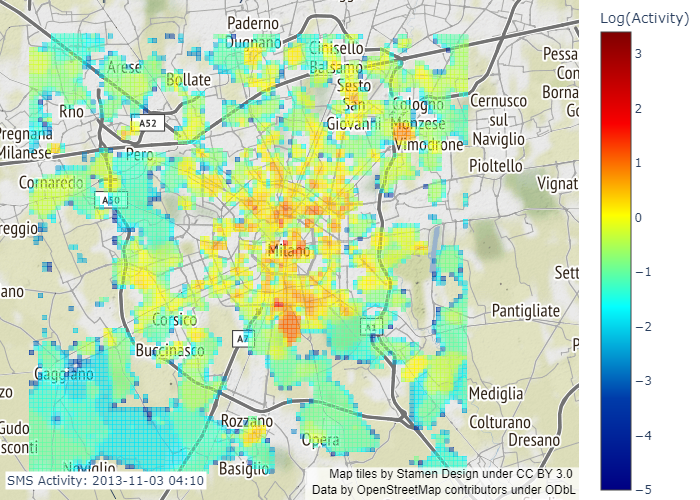 Log(Activity)
Paderno
Dugnano
Cinisello
Balsamo
Arese
Bollate
Sesto
San
Giovanni
Rho
A52
Cologno
Monzese
Cernusco
sul
Naviglio
Pessa
Con
Borna
Go
Pregnana
Milanese
Pero
Vimodrone
Pioltello
Cornaredo
A50
Vignat
reggio
Milano
Sett
ano
Pantigliate
Corsico
A1
A7
Buccinasco
P
Gaggiano
zo
Mediglia
Gudo
sconti
Rozzano
Opera
Colturano
Dresano
Noviglio
Basiglio
SMS Activity: 2013-11-03 04:10
Map tiles by Stamen Design under CC BY 3.0
Data by OpenStreetMap contributors under ODbL
3
2
1
0
−1
−2
−3
−4
−5